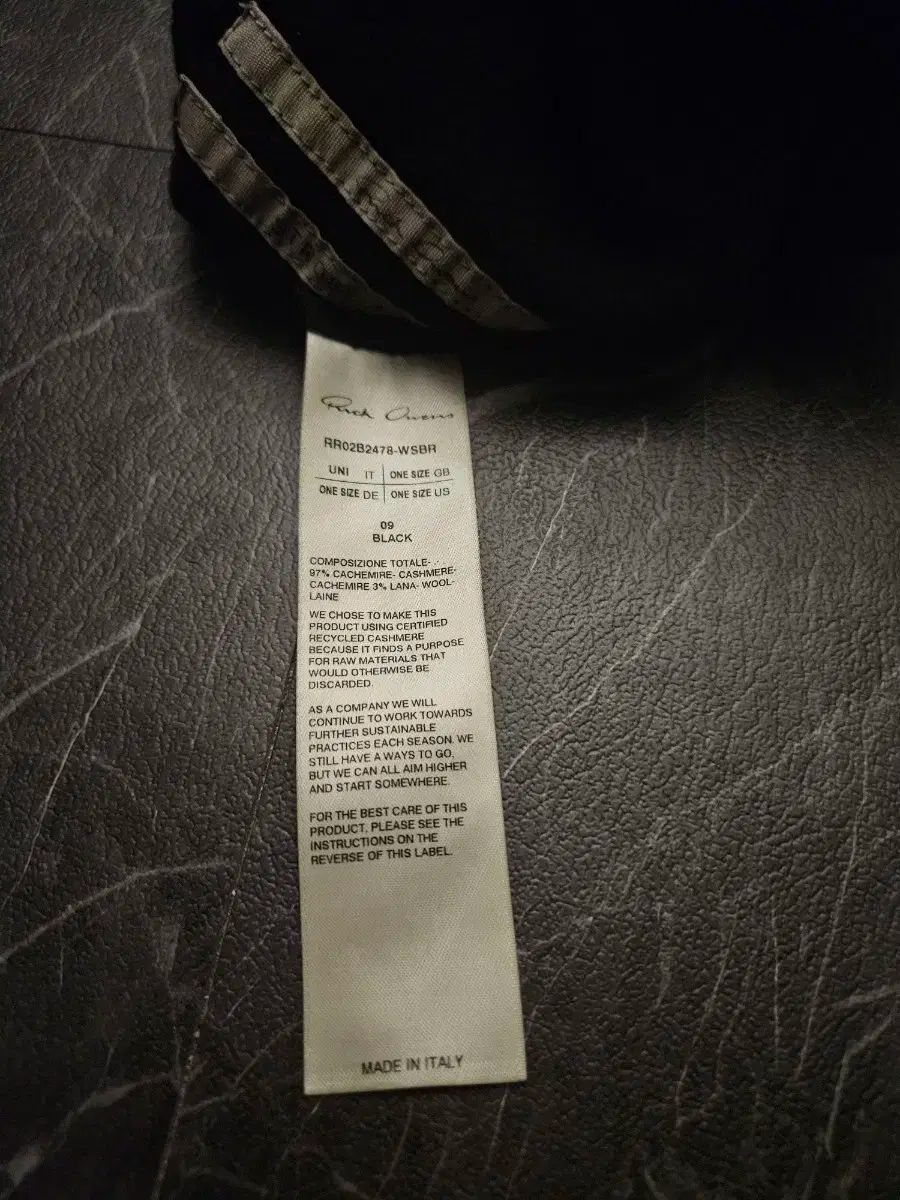 Rick Owens
RR02B2478-WSBR
UNI IT ONE SIZE GB
ONE SIZE DE ONE SIZE US
09
BLACK
COMPOSIZIONE TOTALE-
97% CACHEMIRE- CASHMERE-
CACHEMIRE 3% LANA- WOOL-
LAINE
WE CHOSE TO MAKE THIS
PRODUCT USING CERTIFIED
RECYCLED CASHMERE
BECAUSE IT FINDS A PURPOSE
FOR RAW MATERIALS THAT
WOULD OTHERWISE BE
DISCARDED.
AS A COMPANY WE WILL
CONTINUE TO WORK TOWARDS
FURTHER SUSTAINABLE
PRACTICES EACH SEASON. WE
STILL HAVE A WAYS TO GO,
BUT WE CAN ALL AIM HIGHER
AND START SOMEWHERE.
FOR THE BEST CARE OF THIS
PRODUCT, PLEASE SEE THE
INSTRUCTIONS ON THE
REVERSE OF THIS LABEL.
MADE IN ITALY